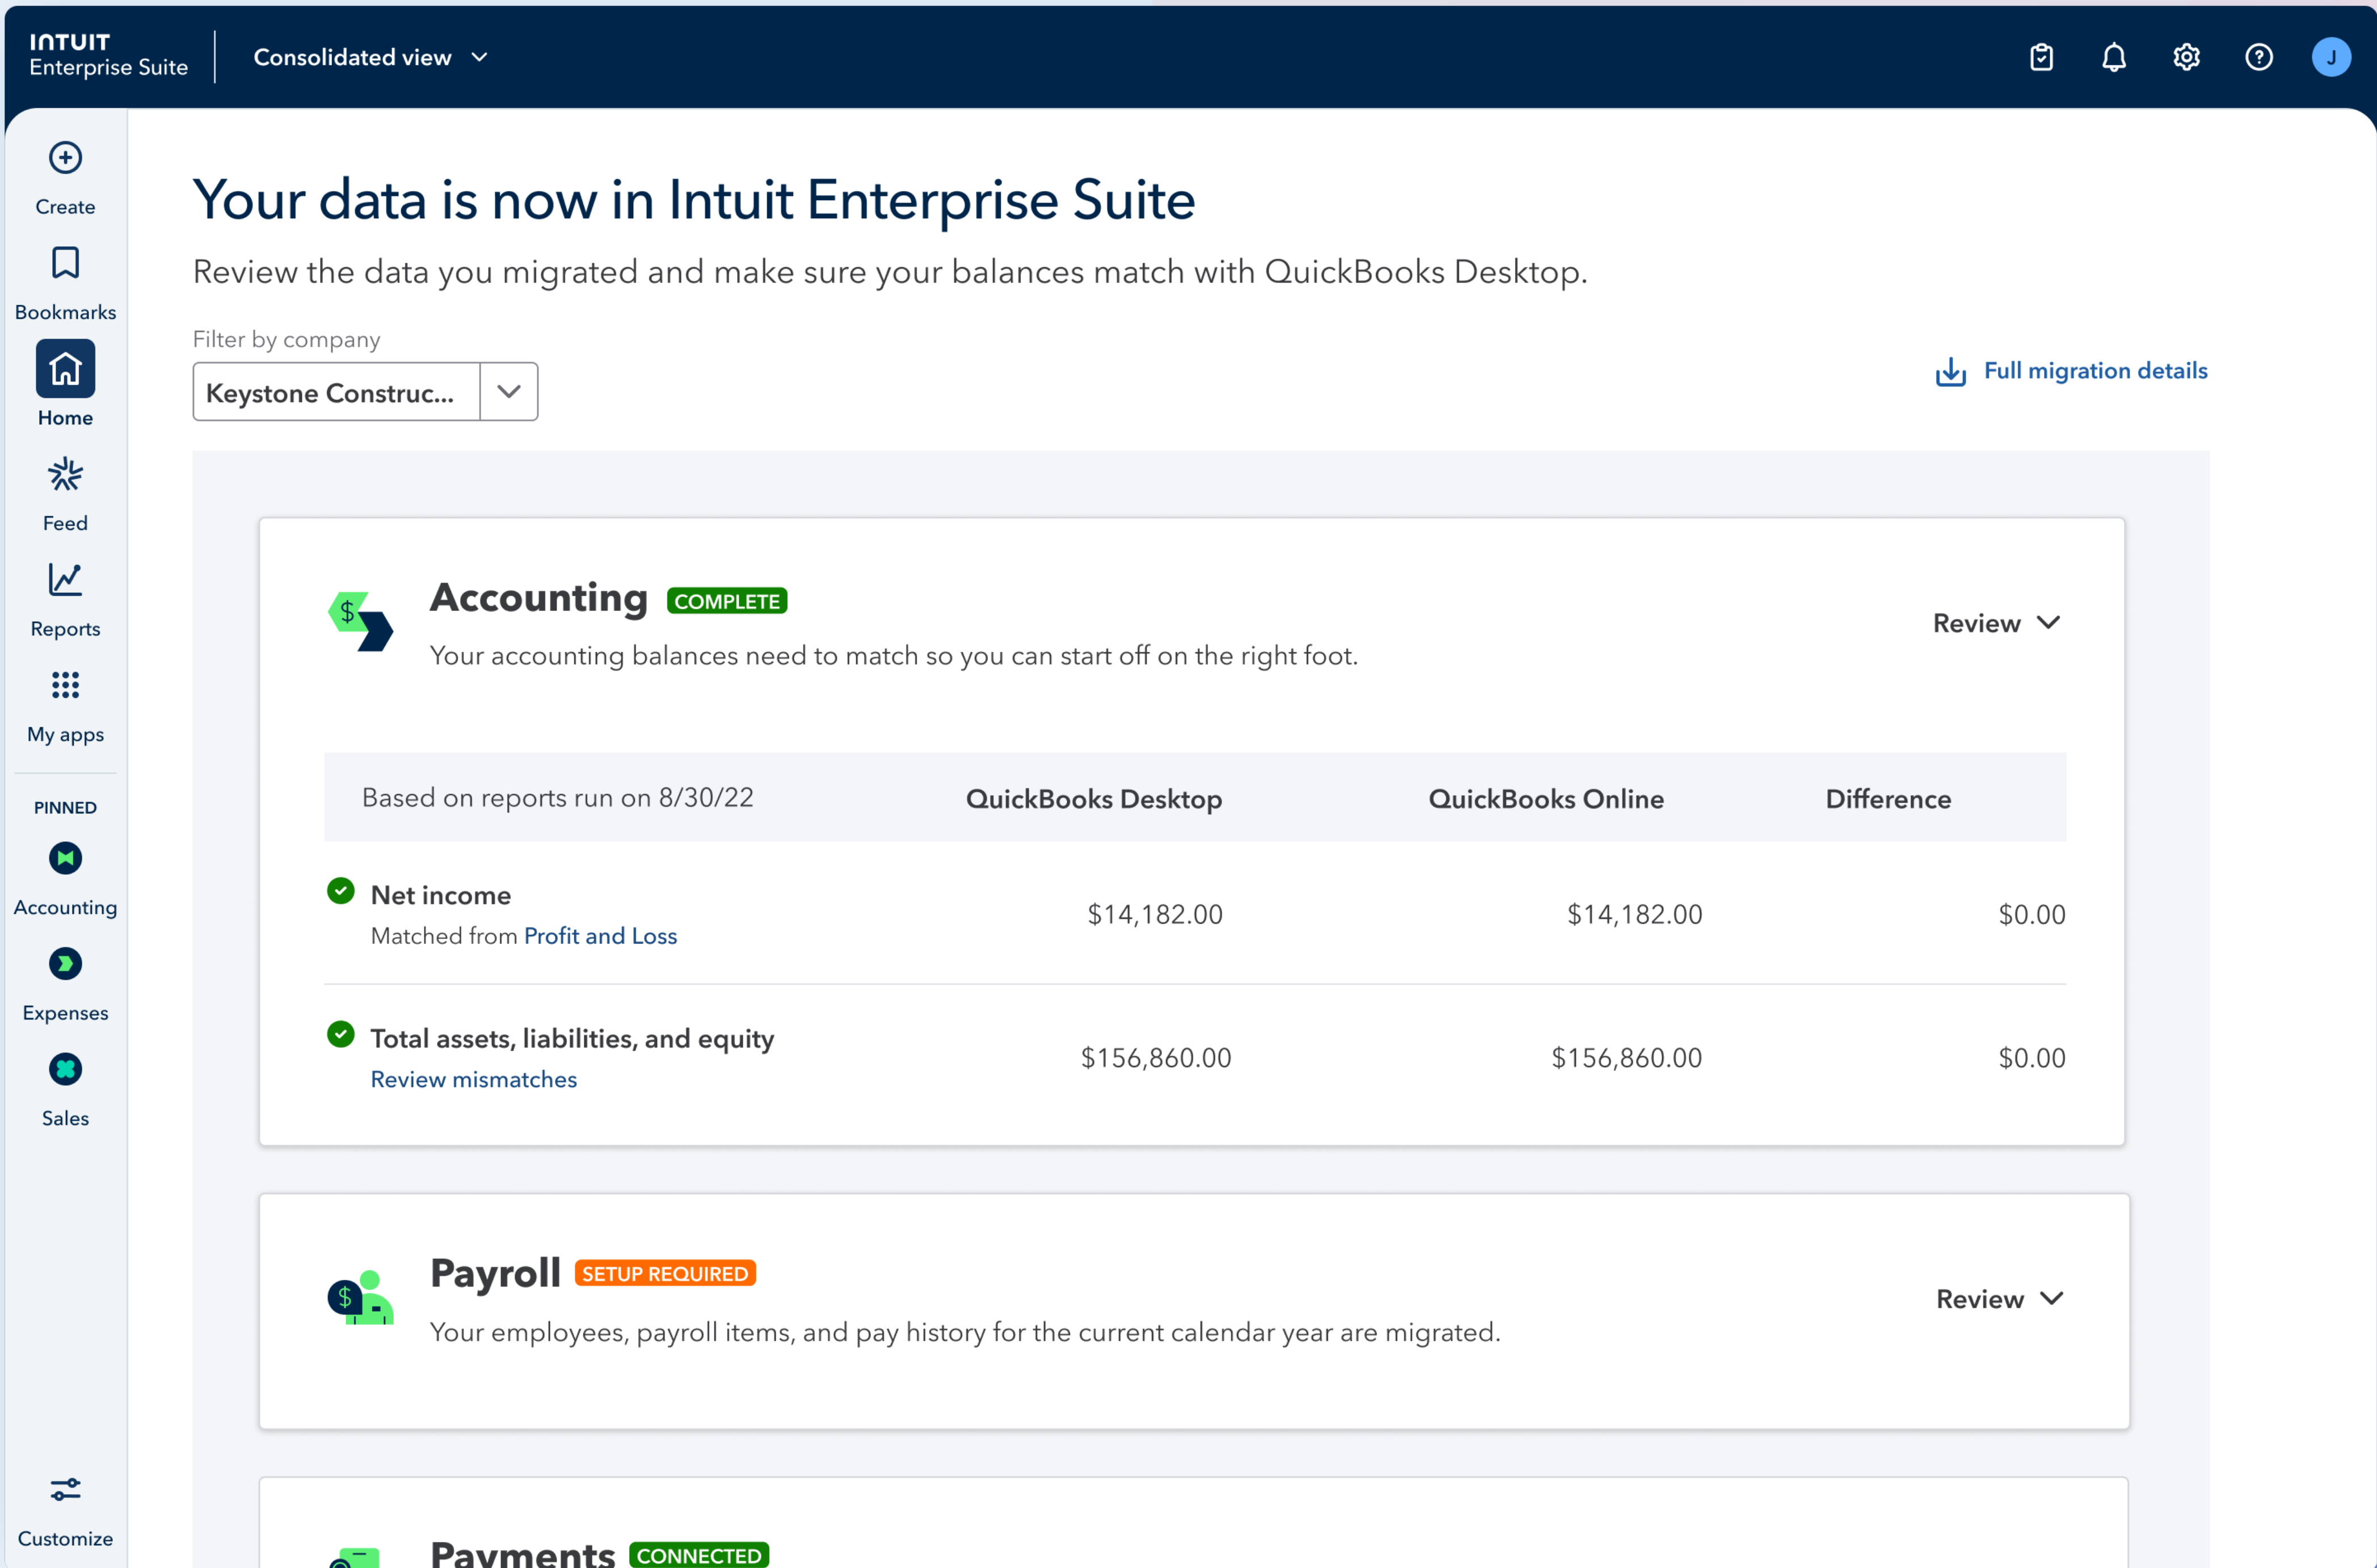 INTUIT
Enterprise Suite
Consolidated view
J
Create
Bookmarks
Home
Feed
Reports
My apps
PINNED
Accounting
Expenses
Sales
Customize
Your data is now in Intuit Enterprise Suite
Review the data you migrated and make sure your balances match with QuickBooks Desktop.
Filter by company
Keystone Construc...
Full migration details
Accounting COMPLETE
Your accounting balances need to match so you can start off on the right foot.
Review
Based on reports run on 8/30/22 QuickBooks Desktop QuickBooks Online Difference
Net income
Matched from Profit and Loss
$14,182.00 $14,182.00 $0.00
Total assets, liabilities, and equity
Review mismatches
$156,860.00 $156,860.00 $0.00
Payroll SETUP REQUIRED
Your employees, payroll items, and pay history for the current calendar year are migrated.
Review
Payments CONNECTED